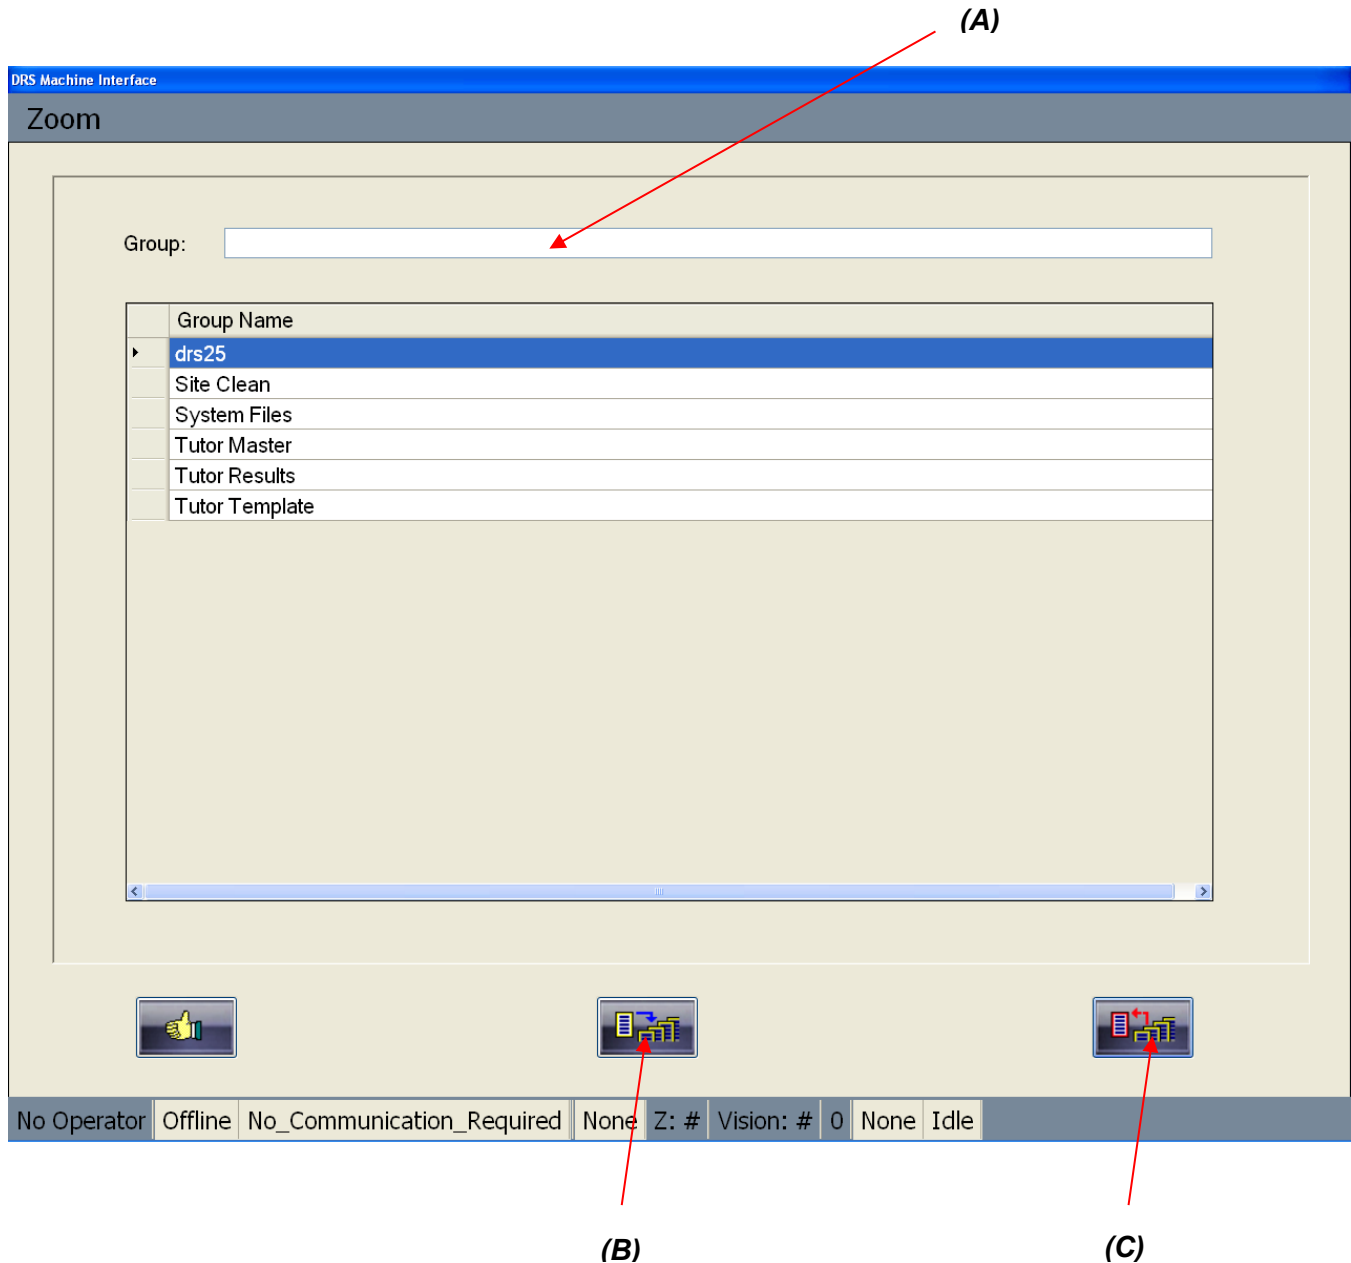 (A)
DRS Machine Interface
Zoom
Group:
Group Name
drs25
Site Clean
System Files
Tutor Master
Tutor Results
Tutor Template
No Operator Offline No_Communication_Required None Z: # Vision: # 0 None Idle
(B) (C)